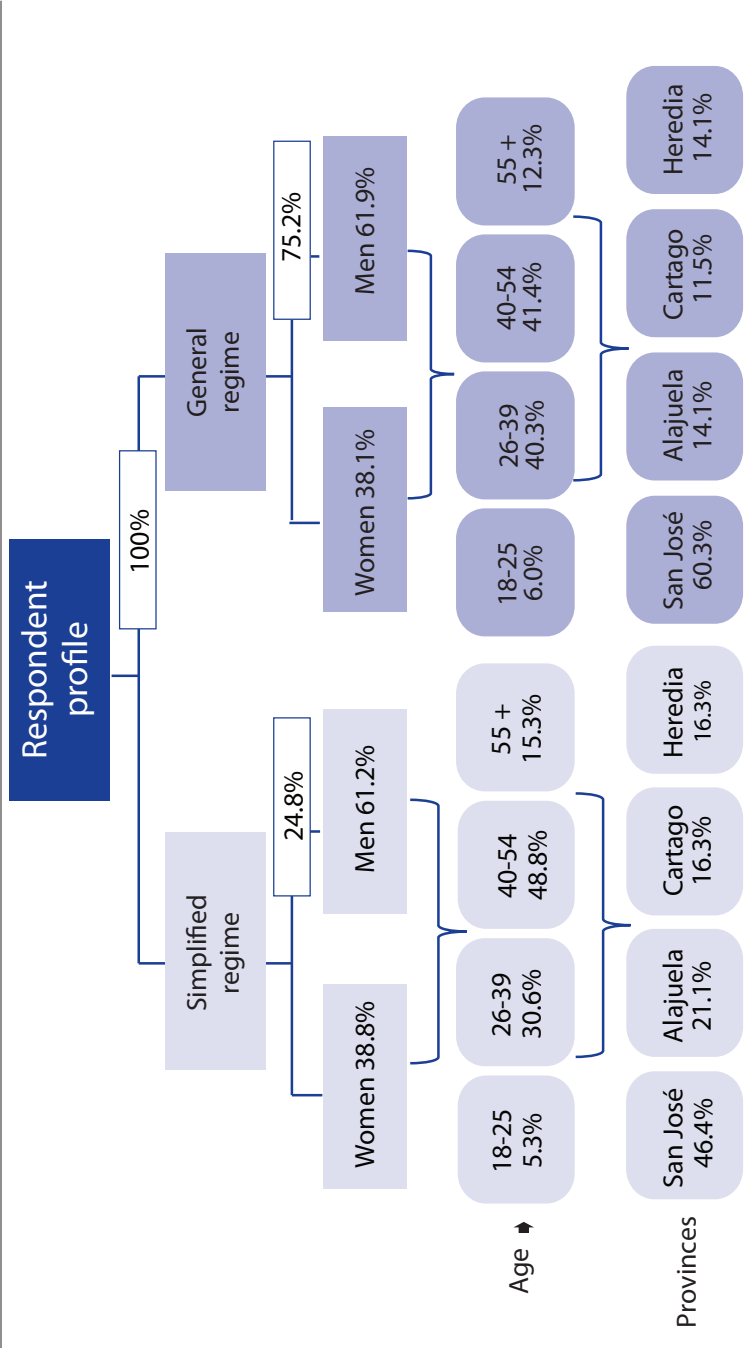 Respondent
profile
100%
Simplified
regime
General
regime
24.8%
75.2%
Women 38.8%
Men 61.2%
Women 38.1%
Men 61.9%
Age
18-25
5.3%
26-39
30.6%
40-54
48.8%
55 +
15.3%
18-25
6.0%
26-39
40.3%
40-54
41.4%
55 +
12.3%
Provinces
San José
46.4%
Alajuela
21.1%
Cartago
16.3%
Heredia
16.3%
San José
60.3%
Alajuela
14.1%
Cartago
11.5%
Heredia
14.1%